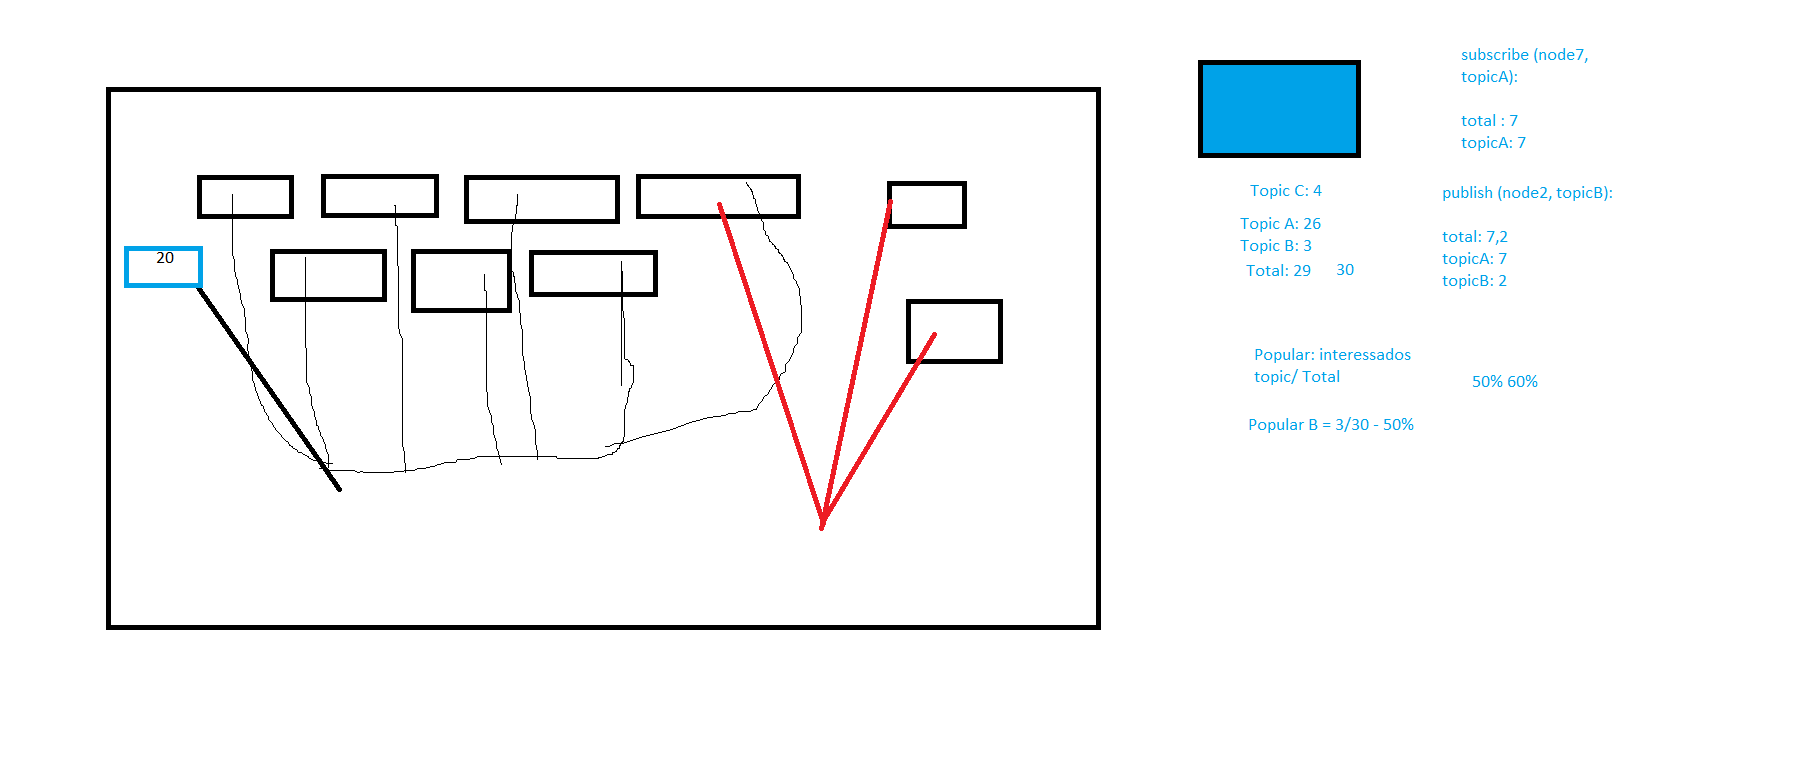 20
subscribe (node7,
topicA):
total : 7
topicA: 7
Topic C: 4
Topic A: 26
Topic B: 3
Total: 29 30
publish (node2, topicB):
total: 7,2
topicA: 7
topicB: 2
Popular: interessados
topic/ Total
50% 60%
Popular B = 3/30 - 50%